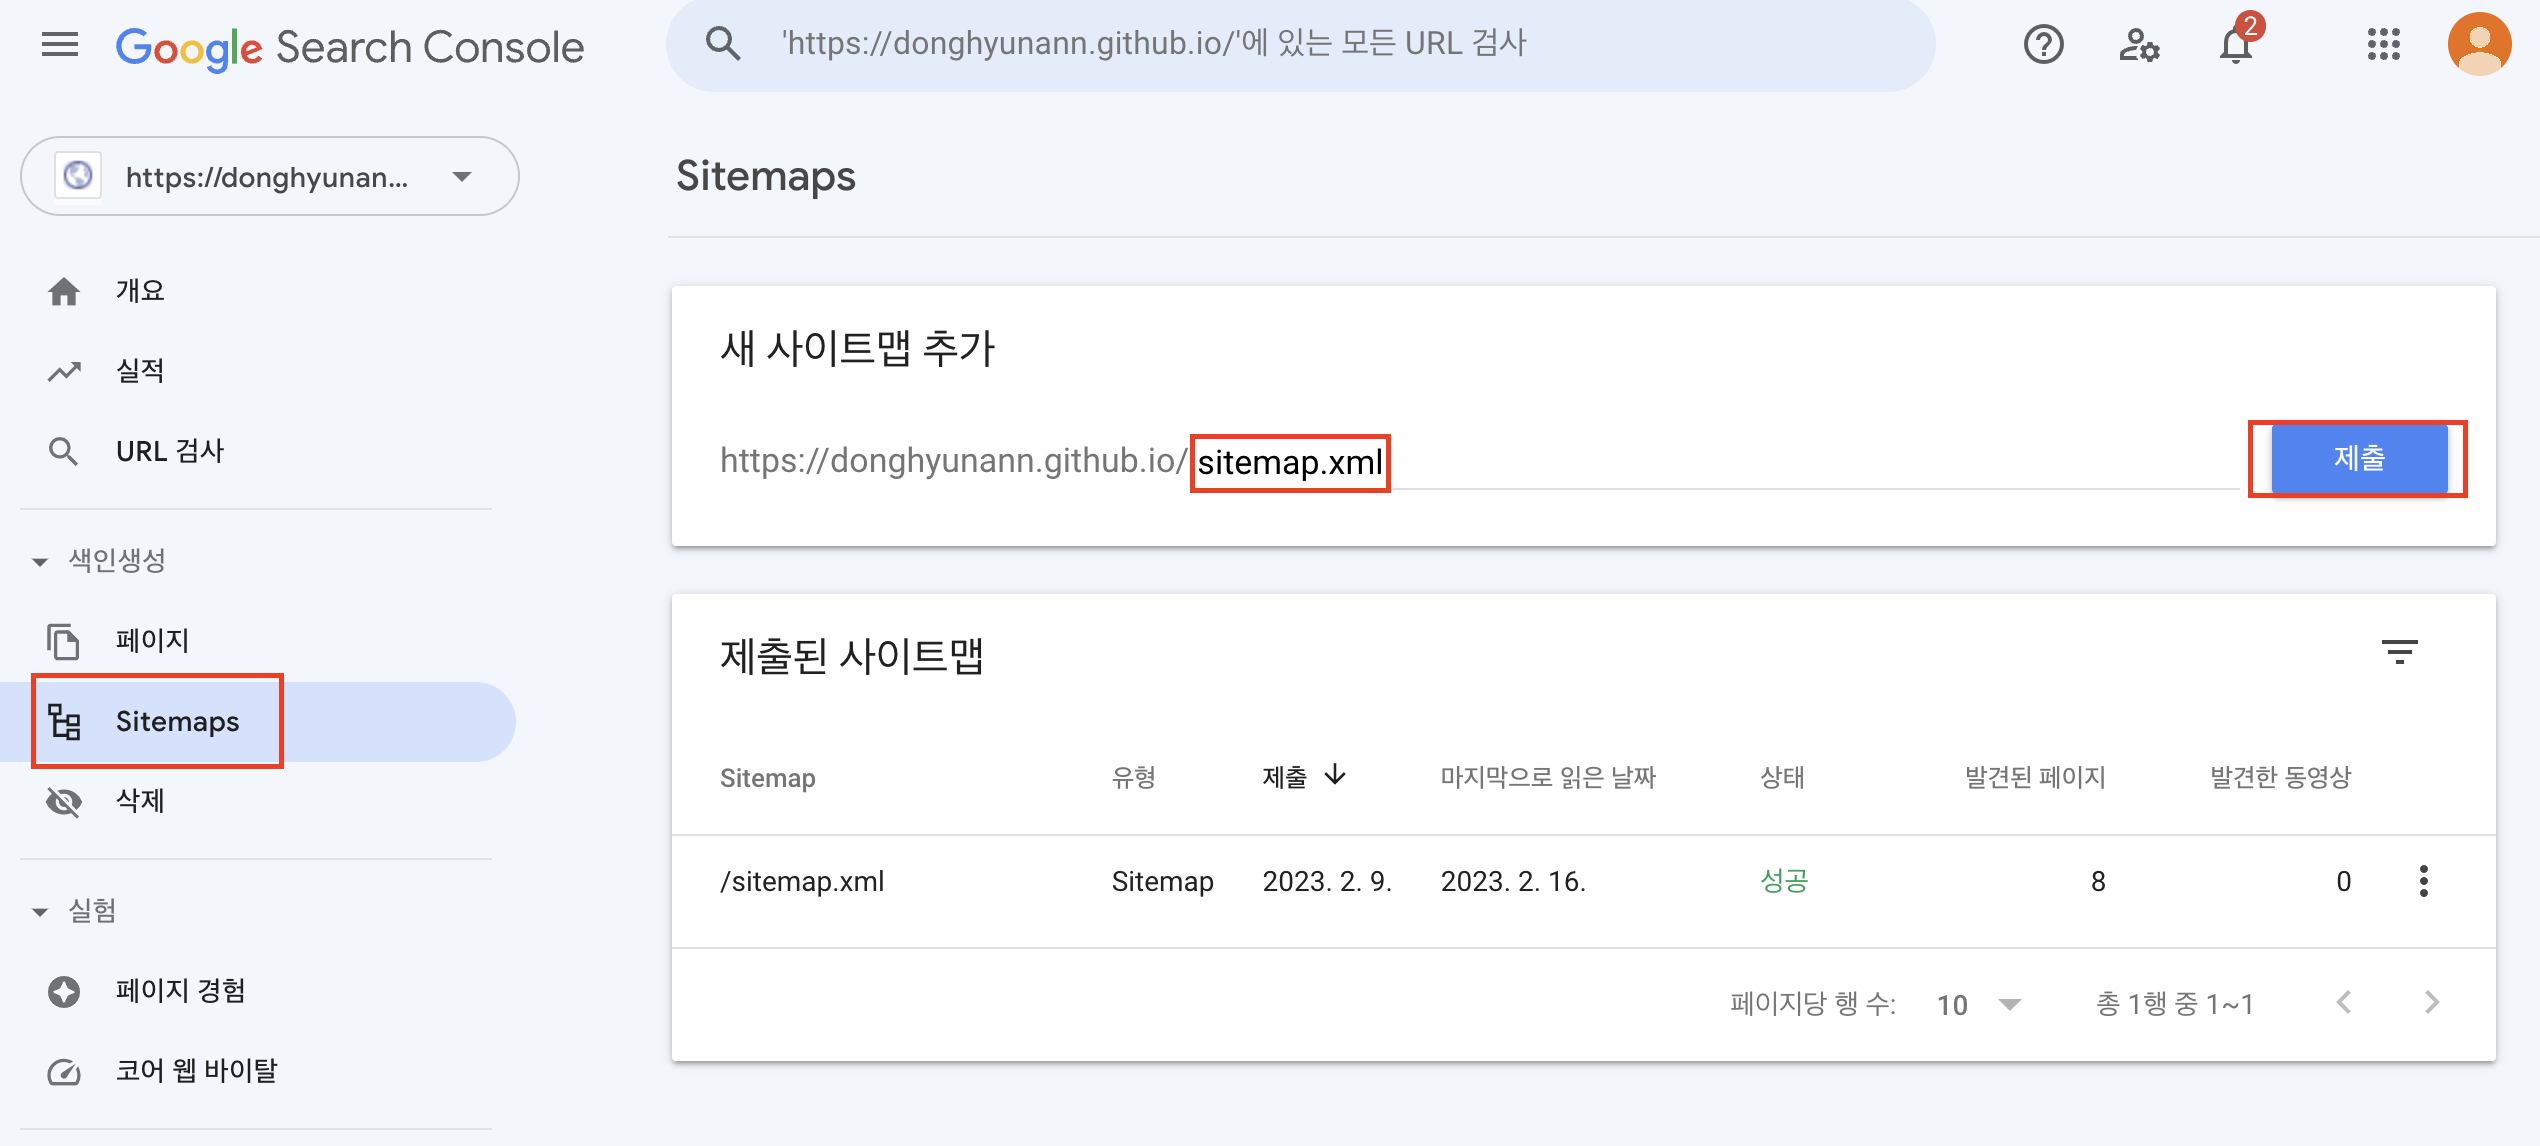 Google Search Console
'https://donghyunann.github.io/'에 있는 모든 URL 검사
2
https://donghyunan...
개요
실적
URL 검사
색인생성
페이지
Sitemaps
삭제
실험
페이지 경험
코어 웹 바이탈
Sitemaps
새 사이트맵 추가
https://donghyunann.github.io/ sitemap.xml
제출
제출된 사이트맵
Sitemap 유형 제출 마지막으로 읽은 날짜 상태 발견된 페이지 발견한 동영상
/sitemap.xml Sitemap 2023. 2. 9. 2023. 2. 16. 성공 8 0
페이지당 행 수: 10 총 1행 중 1~1